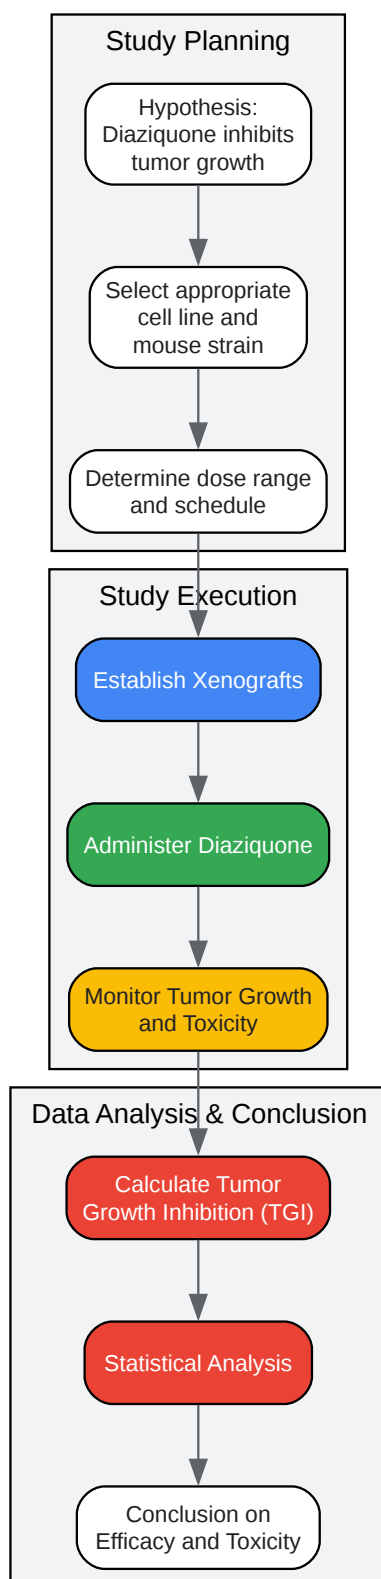 Study Planning
Hypothesis:
Diaziquone inhibits
tumor growth
Select appropriate
cell line and
mouse strain
Determine dose range
and schedule
Study Execution
Establish Xenografts
Administer Diaziquone
Monitor Tumor Growth
and Toxicity
Data Analysis & Conclusion
Calculate Tumor
Growth Inhibition (TGI)
Statistical Analysis
Conclusion on
Efficacy and Toxicity